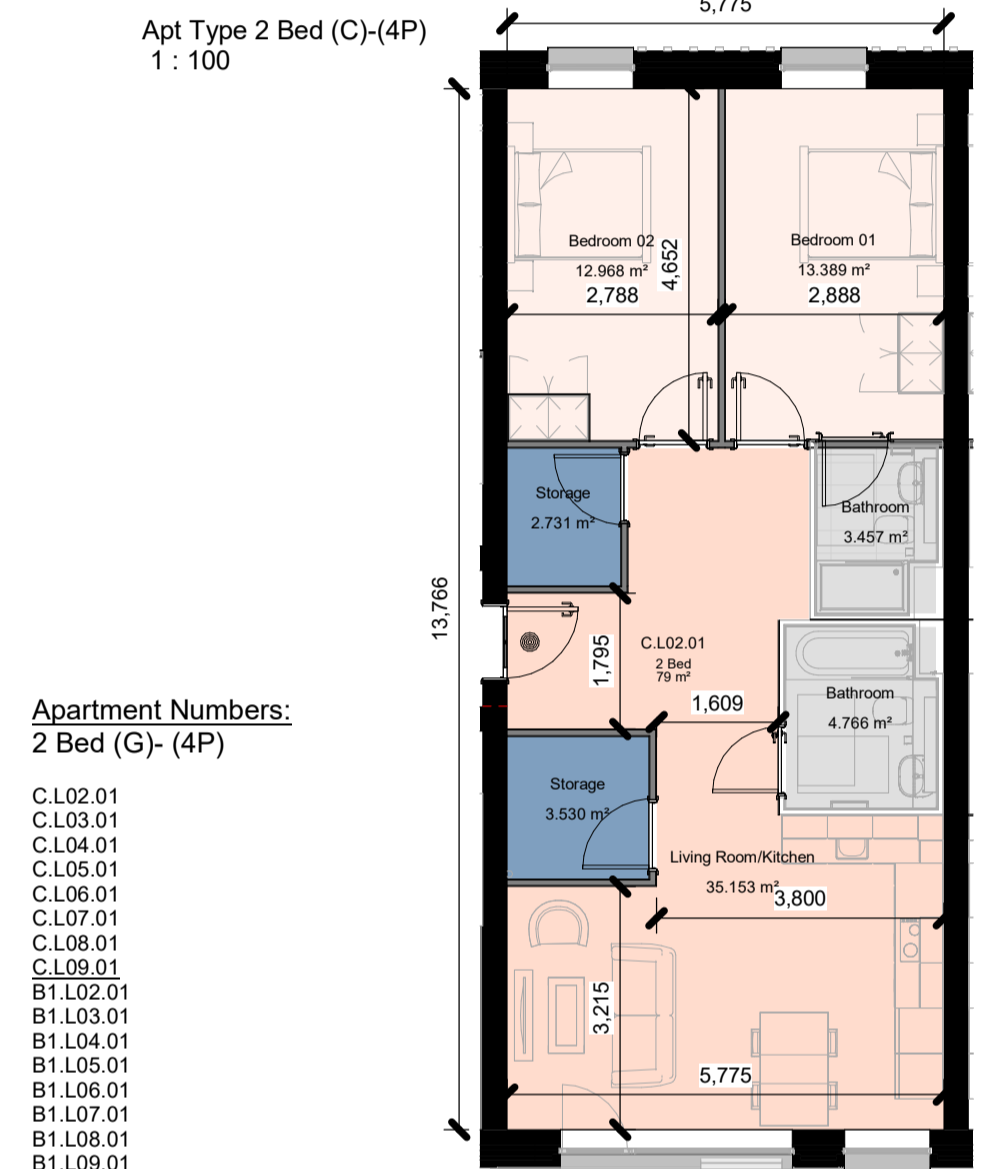 Apt Type 2 Bed (C)-(4P)
1 : 100
5,775
Bedroom 02
12.968 m²
2,788
4,652
Bedroom 01
13.389 m²
2,888
Storage
2.731 m²
Bathroom
3.457 m²
13,766
1,795
C.L02.01
2 Bed
79 m²
1,609
Bathroom
4.766 m²
Storage
3.530 m²
Living Room/Kitchen
35.153 m²
3,800
3,215
5,775
Apartment Numbers:
2 Bed (G)- (4P)
C.L02.01
C.L03.01
C.L04.01
C.L05.01
C.L06.01
C.L07.01
C.L08.01
C.L09.01
B1.L02.01
B1.L03.01
B1.L04.01
B1.L05.01
B1.L06.01
B1.L07.01
B1.L08.01
B1.L09.01